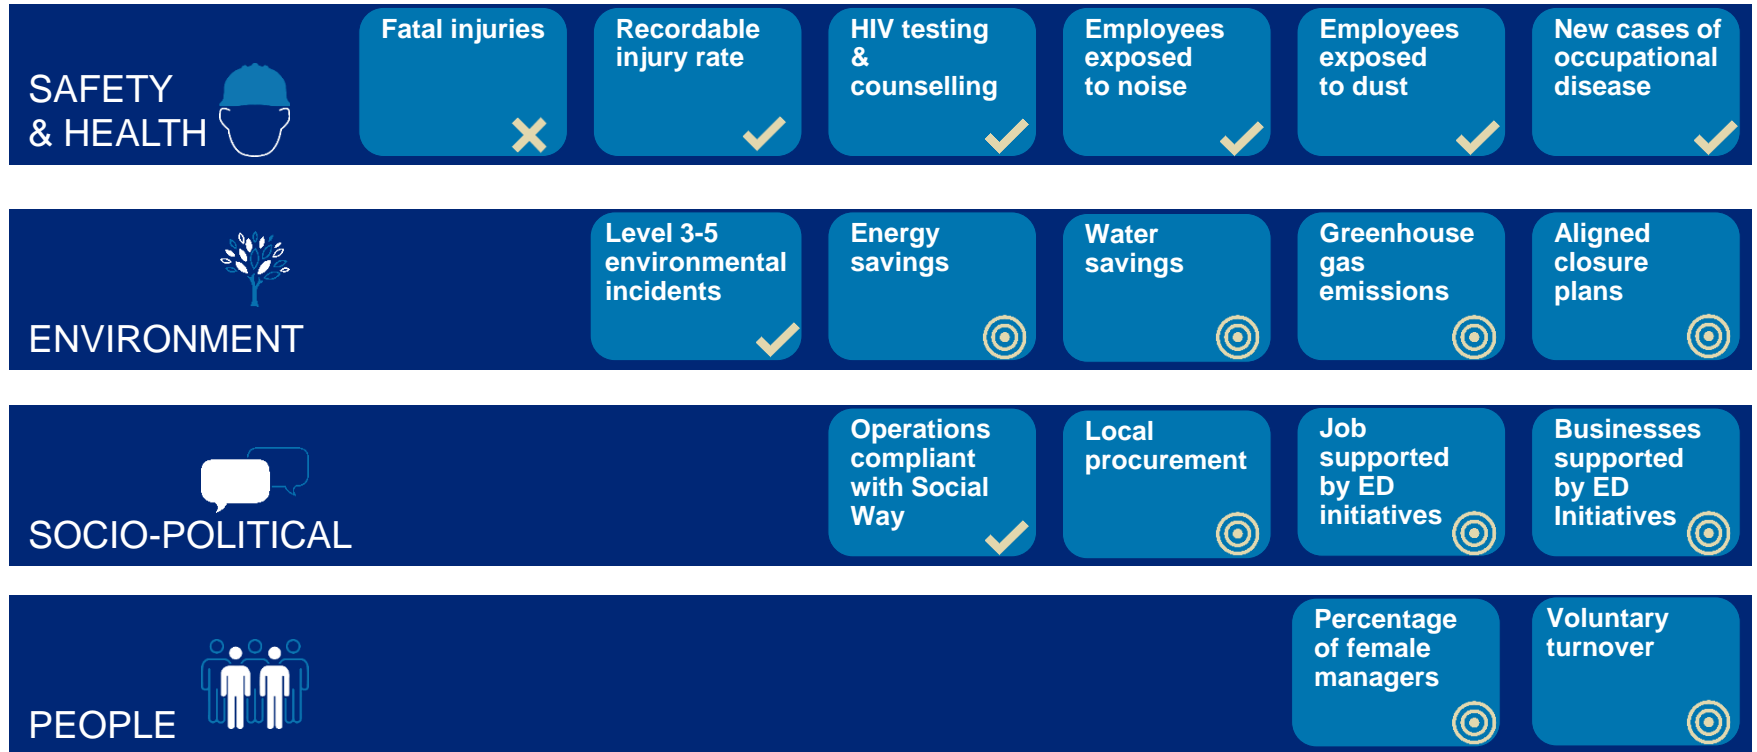 SAFETY
& HEALTH
Fatal injuries
Recordable
injury rate
HIV testing
&
counselling
Employees
exposed
to noise
Employees
exposed
to dust
New cases of
occupational
disease
ENVIRONMENT
Level 3-5
environmental
incidents
Energy
savings
Water
savings
Greenhouse
gas
emissions
Aligned
closure
plans
SOCIO-POLITICAL
Operations
compliant
with Social
Way
Local
procurement
Job
supported
by ED
initiatives
Businesses
supported
by ED
Initiatives
PEOPLE
Percentage
of female
managers
Voluntary
turnover